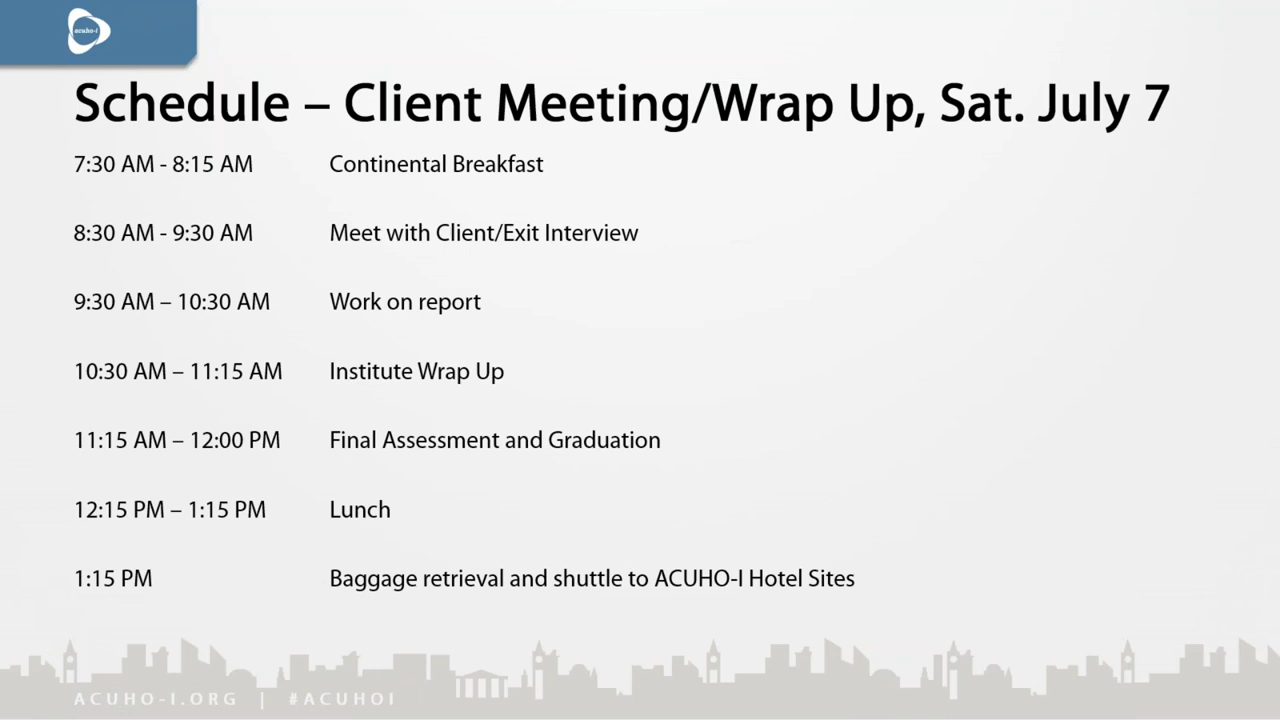 acuho-i
Schedule – Client Meeting/Wrap Up, Sat. July 7
7:30 AM - 8:15 AM Continental Breakfast
8:30 AM - 9:30 AM Meet with Client/Exit Interview
9:30 AM – 10:30 AM Work on report
10:30 AM – 11:15 AM Institute Wrap Up
11:15 AM – 12:00 PM Final Assessment and Graduation
12:15 PM – 1:15 PM Lunch
1:15 PM Baggage retrieval and shuttle to ACUHO-I Hotel Sites
ACUHO-I.ORG | #ACUHOI